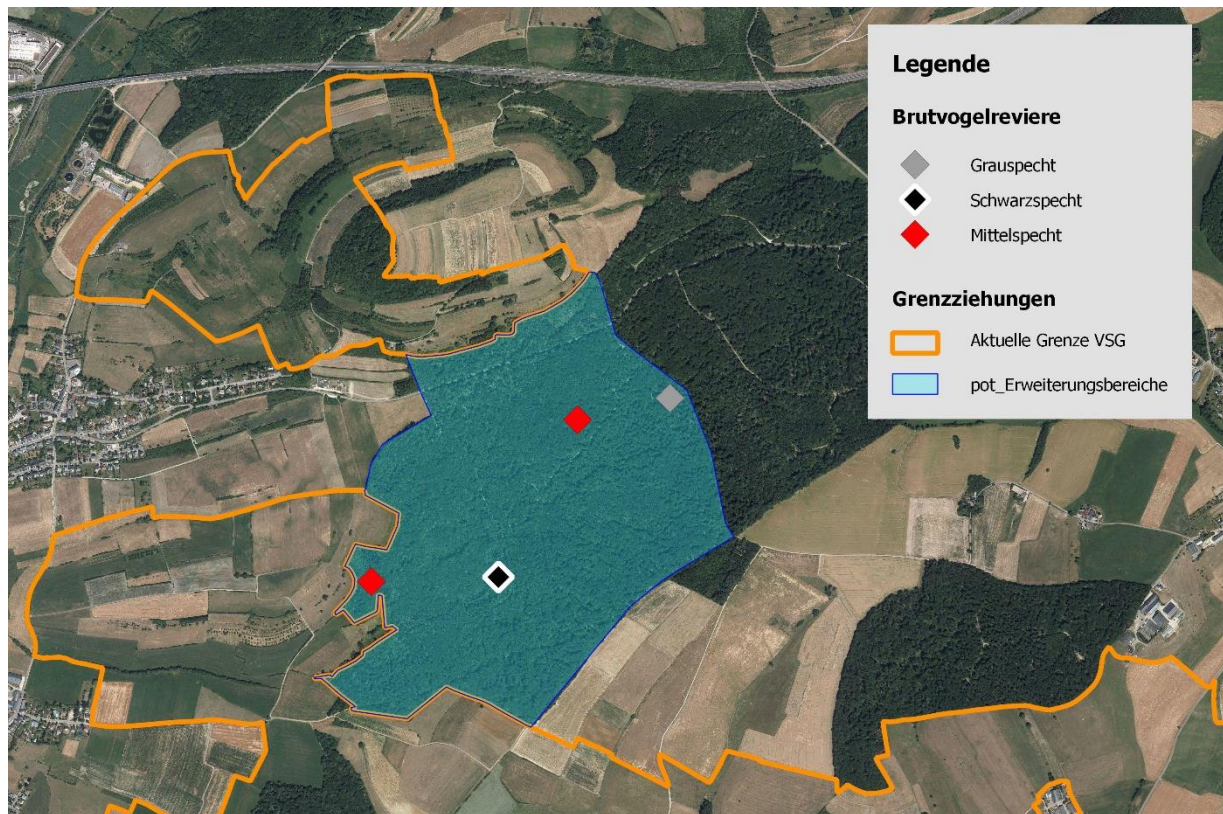 Legende
Brutvogelreviere
Grauspecht
Schwarzspecht
Mittelspecht
Grenzziehungen
Aktuelle Grenze VSG
pot_Erweiterungsbereiche